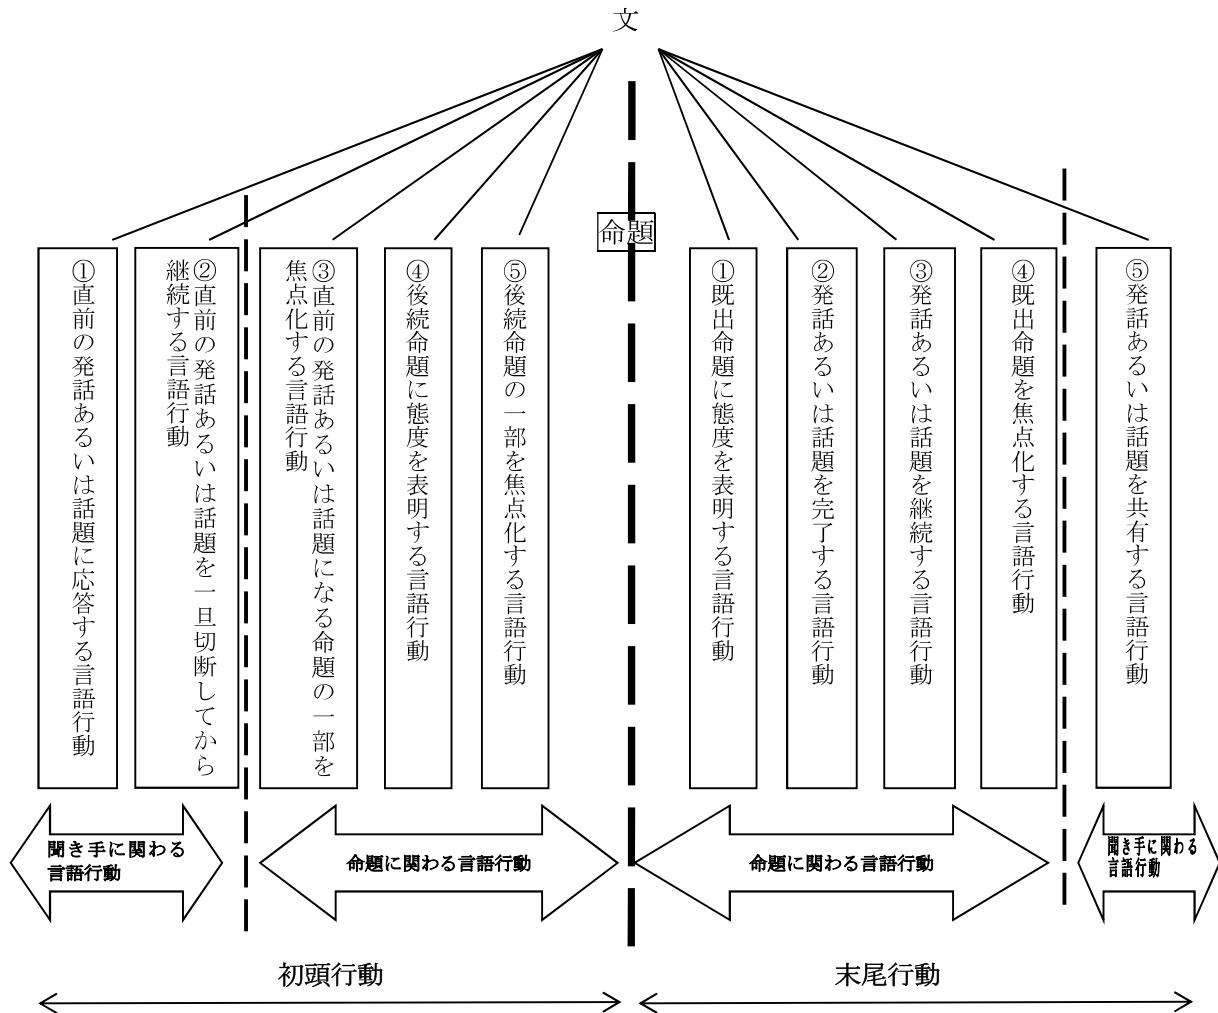 文
命題
①直前の発話あるいは話題に応答する言語行動
②直前の発話あるいは話題を一旦切断してから
継続する言語行動
③直前の発話あるいは話題になる命題の一部を
焦点化する言語行動
④後続命題に態度を表明する言語行動
⑤後続命題の一部を焦点化する言語行動
①既出命題に態度を表明する言語行動
②発話あるいは話題を完了する言語行動
③発話あるいは話題を継続する言語行動
④既出命題を焦点化する言語行動
⑤発話あるいは話題を共有する言語行動
聞き手に関わる
言語行動
命題に関わる言語行動
命題に関わる言語行動
聞き手に関わる
言語行動
初頭行動
末尾行動